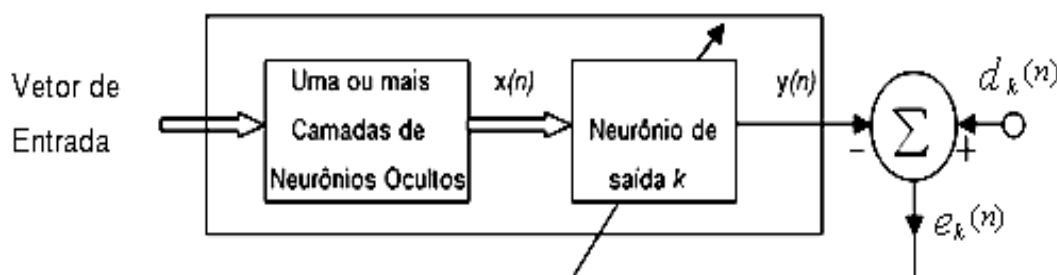 Vetor de
Entrada
Uma ou mais
Camadas de
Neurônios Ocultos
x(n)
Neurônio de
saída k
y(n)
d_k(n)
Σ
-
+
e_k(n)